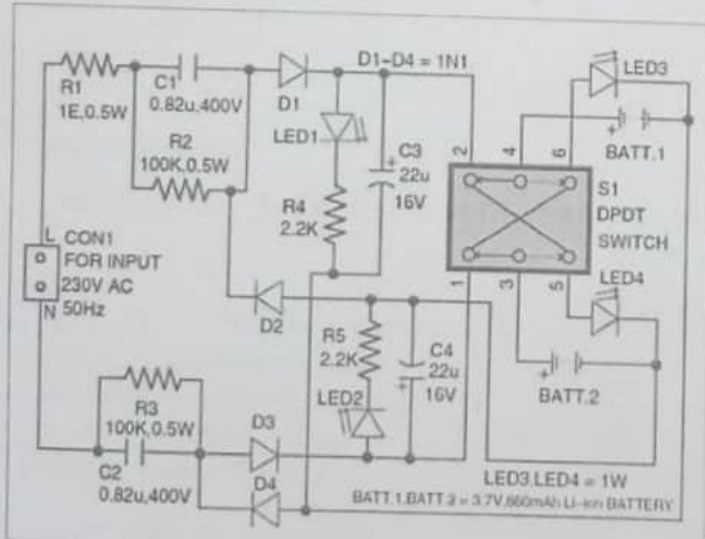 R1
1E,0.5W
C1
0.82u,400V
D1
D1-D4 = 1N1
LED3
R2
100K,0.5W
LED1
C3
22u
16V
+
R4
2.2K
2
4
6
+
BATT.1
S1
DPDT
SWITCH
L
CON1
FOR INPUT
230V AC
50Hz
N
D2
1
3
5
LED4
R5
2.2K
C4
22u
16V
+
LED2
+
BATT.2
R3
100K,0.5W
D3
C2
0.82u,400V
D4
LED3,LED4 = 1W
BATT.1,BATT.2 = 3.7V,660mAh Li-ion BATTERY